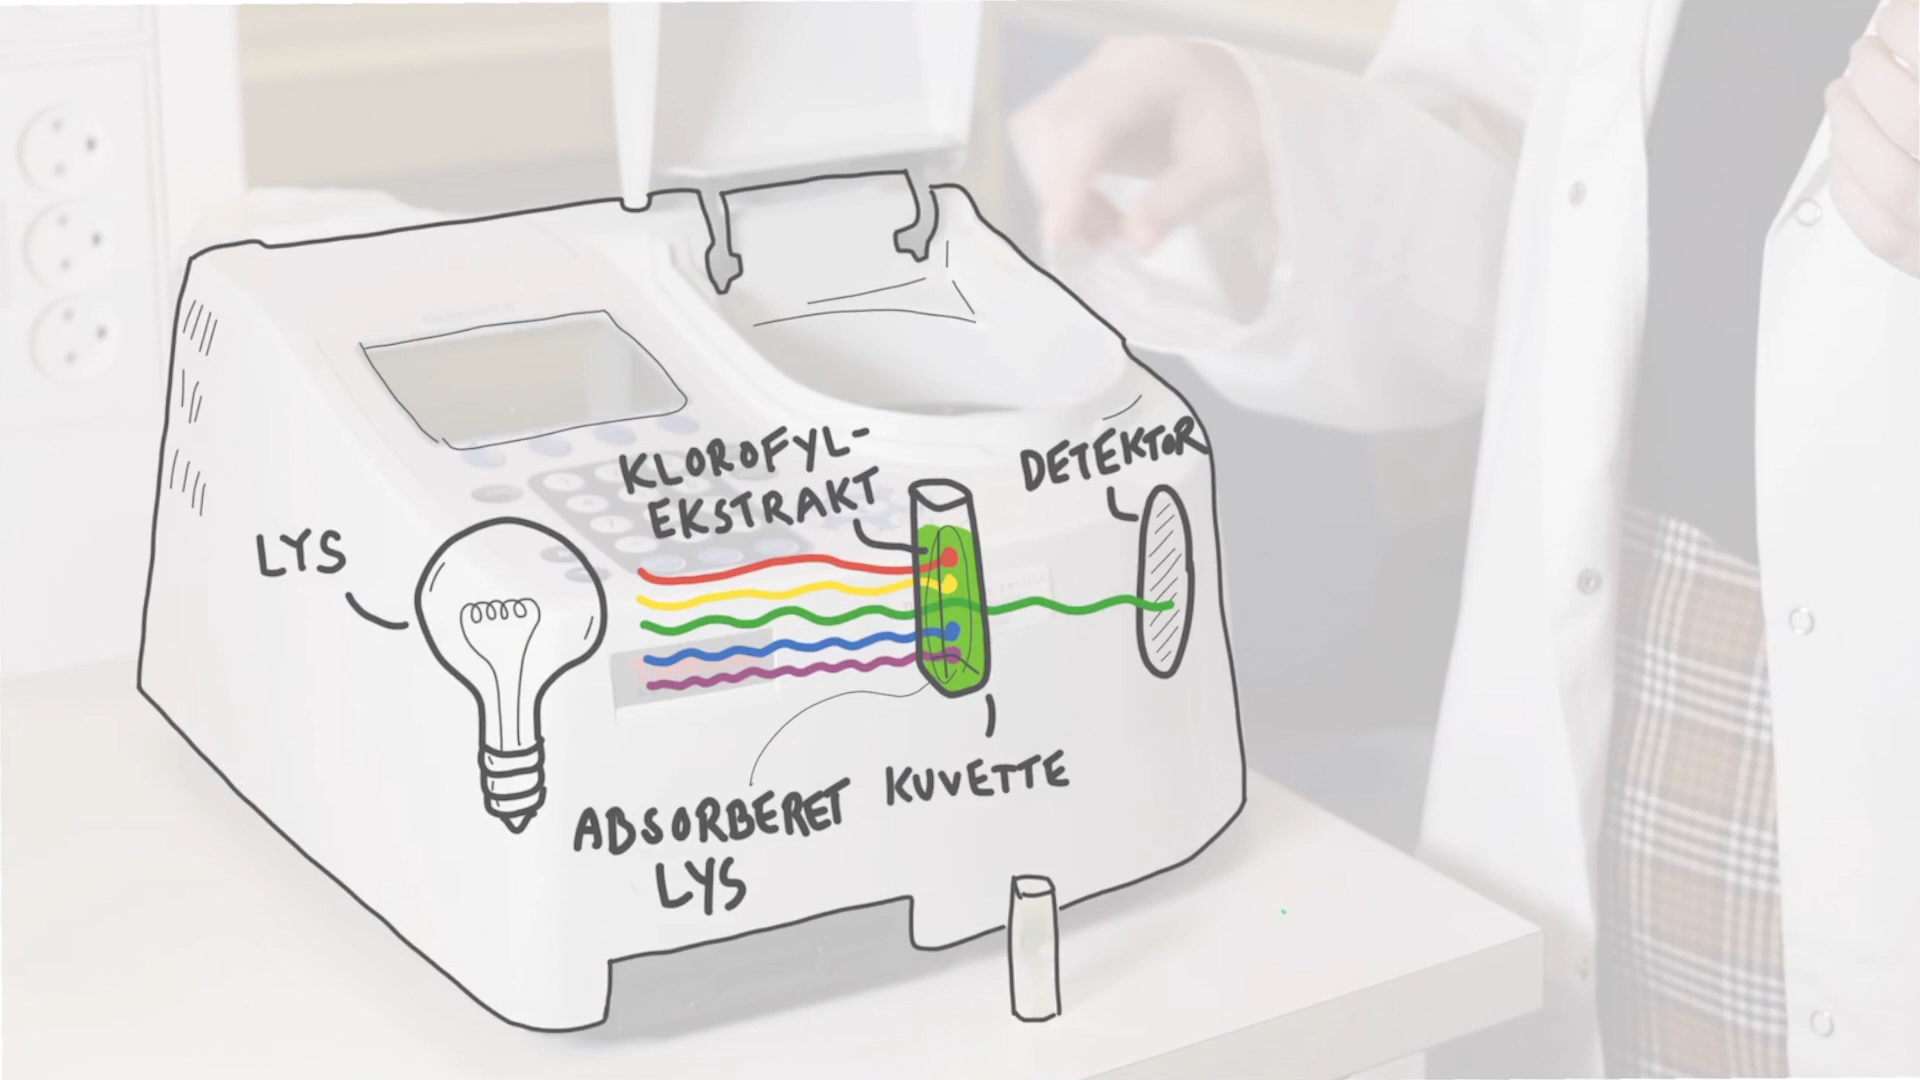 KLOROFYL-
EKSTRAKT
DETEKTOR
LYS
ABSORBERET
LYS
KUVETTE